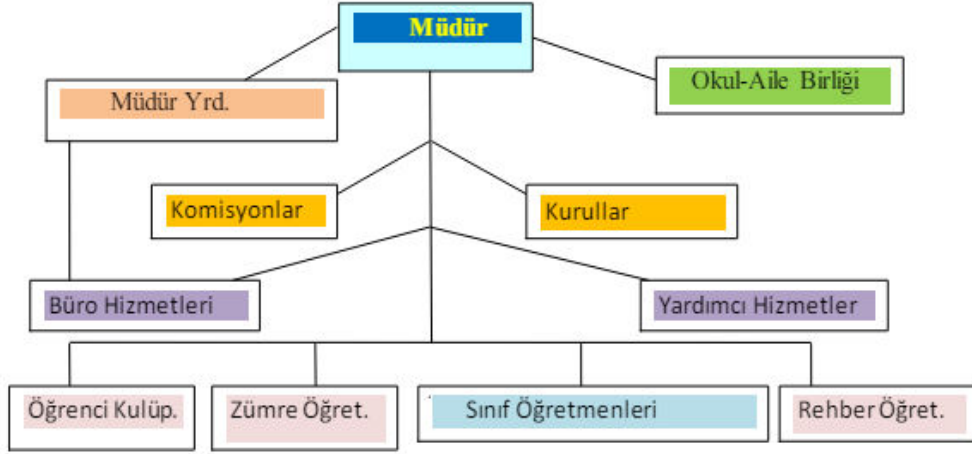 Müdür
Müdür Yrd.
Okul-Aile Birliği
Komisyonlar
Kurullar
Büro Hizmetleri
Yardımcı Hizmetler
Öğrenci Kulüp.
Zümre Öğret.
Sınıf Öğretmenleri
Rehber Öğret.